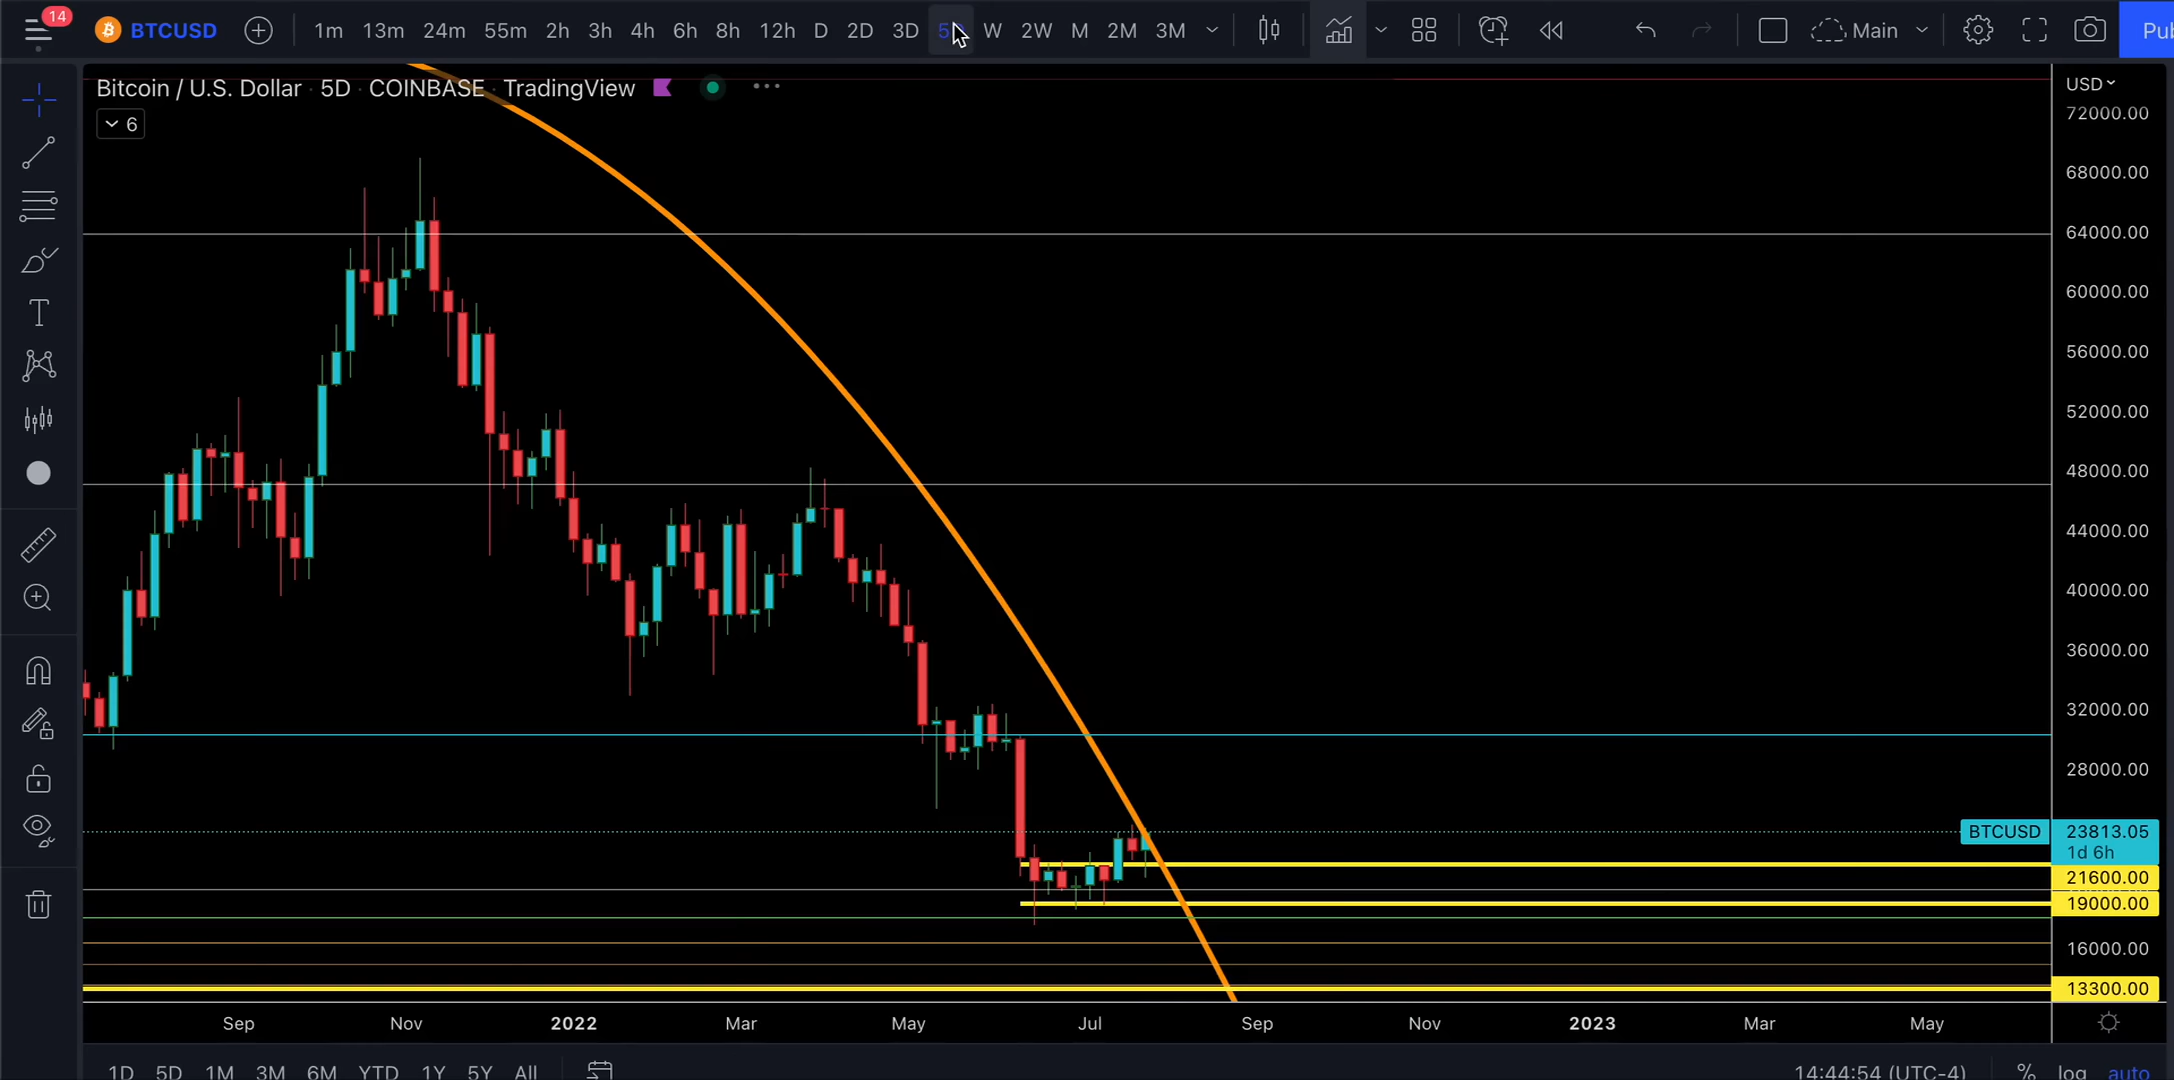 14
BTCUSD 1m 13m 24m 55m 2h 3h 4h 6h 8h 12h D 2D 3D W 2W M 2M 3M Main
Bitcoin / U.S. Dollar · 5D · COINBASE · TradingView
6
USD
72000.00
68000.00
64000.00
60000.00
56000.00
52000.00
48000.00
44000.00
40000.00
36000.00
32000.00
28000.00
BTCUSD 23813.05
1d 6h
21600.00
19000.00
16000.00
13300.00
Sep Nov 2022 Mar May Jul Sep Nov 2023 Mar May
1D 5D 1M 3M 6M YTD 1Y 5Y All 14:44:54 (UTC-4) % log auto